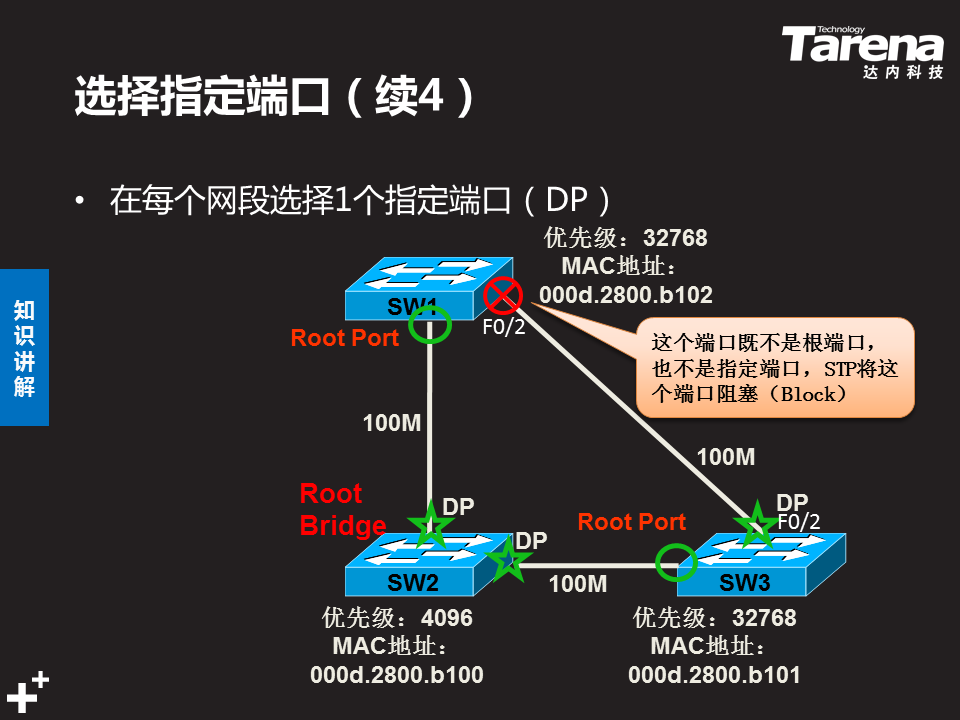 Technology
Tarena
达内科技
选择指定端口（续4）
• 在每个网段选择1个指定端口（DP）
知
识
讲
解
优先级：32768
MAC地址：
000d.2800.b102
SW1
F0/2
Root Port
这个端口既不是根端口，
也不是指定端口，STP将这
个端口阻塞（Block）
100M
100M
Root
Bridge
DP
DP
Root Port
DP
F0/2
SW2
100M
SW3
优先级：4096
MAC地址：
000d.2800.b100
优先级：32768
MAC地址：
000d.2800.b101